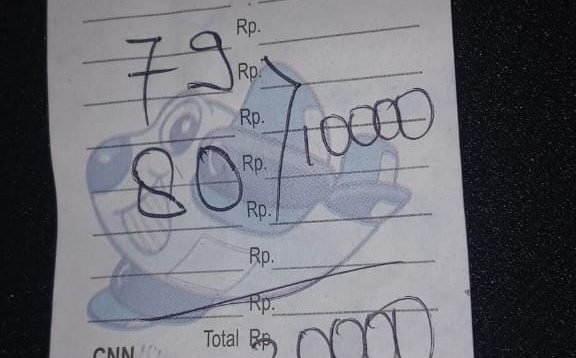 Rp.
79 Rp.
Rp. 10000
80 Rp.
Rp.
Rp.
Rp.
Total Rp
CNN